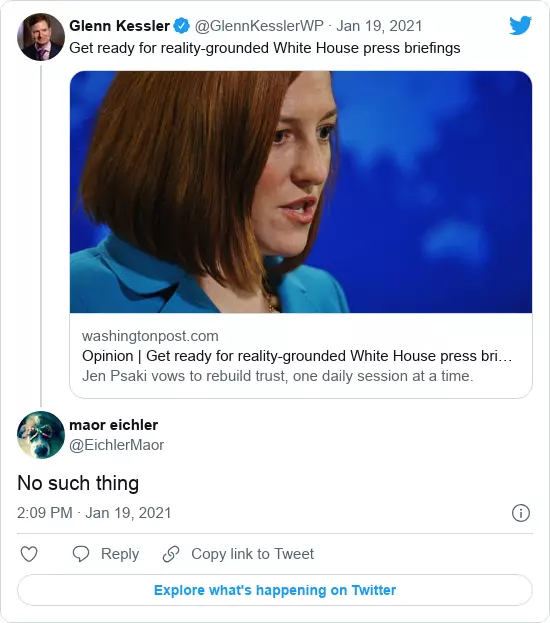 Glenn Kessler @GlennKesslerWP · Jan 19, 2021
Get ready for reality-grounded White House press briefings
washingtonpost.com
Opinion | Get ready for reality-grounded White House press bri…
Jen Psaki vows to rebuild trust, one daily session at a time.
maor eichler
@EichlerMaor
No such thing
2:09 PM · Jan 19, 2021
Reply Copy link to Tweet
Explore what's happening on Twitter